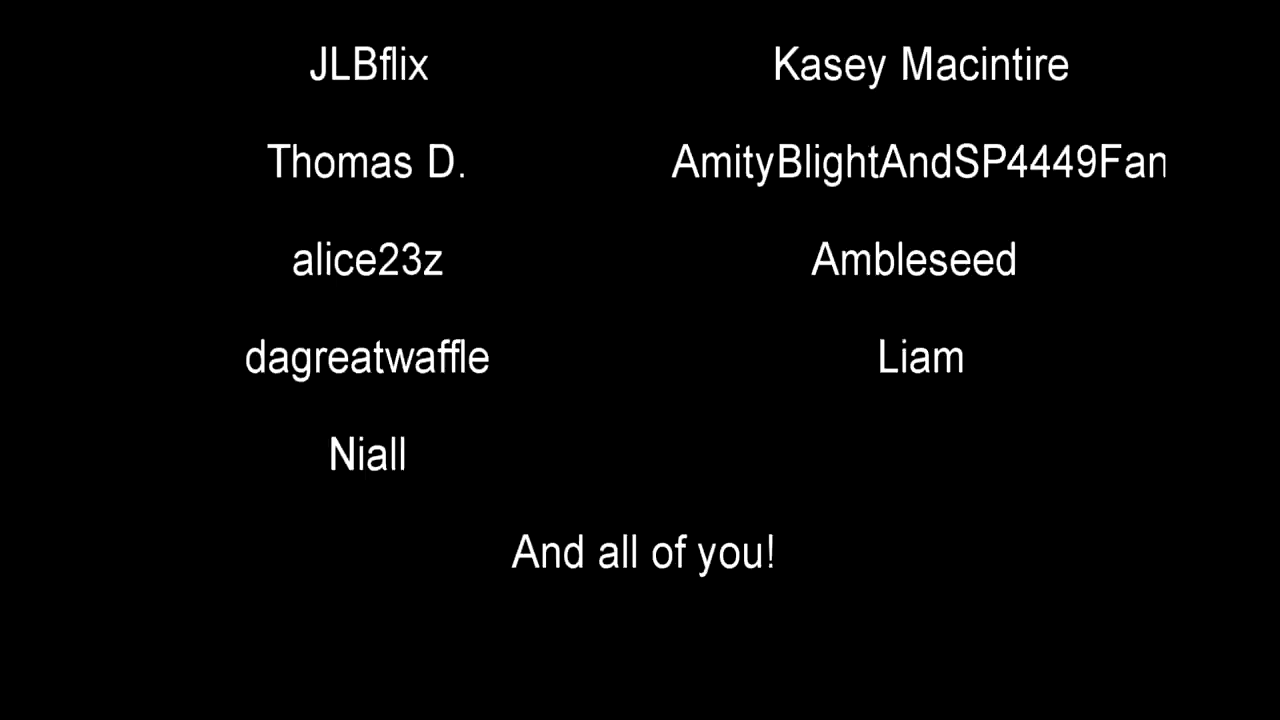 JLBflix Kasey Macintire
Thomas D. AmityBlightAndSP4449Fan
alice23z Ambleseed
dagreatwaffle Liam
Niall
And all of you!